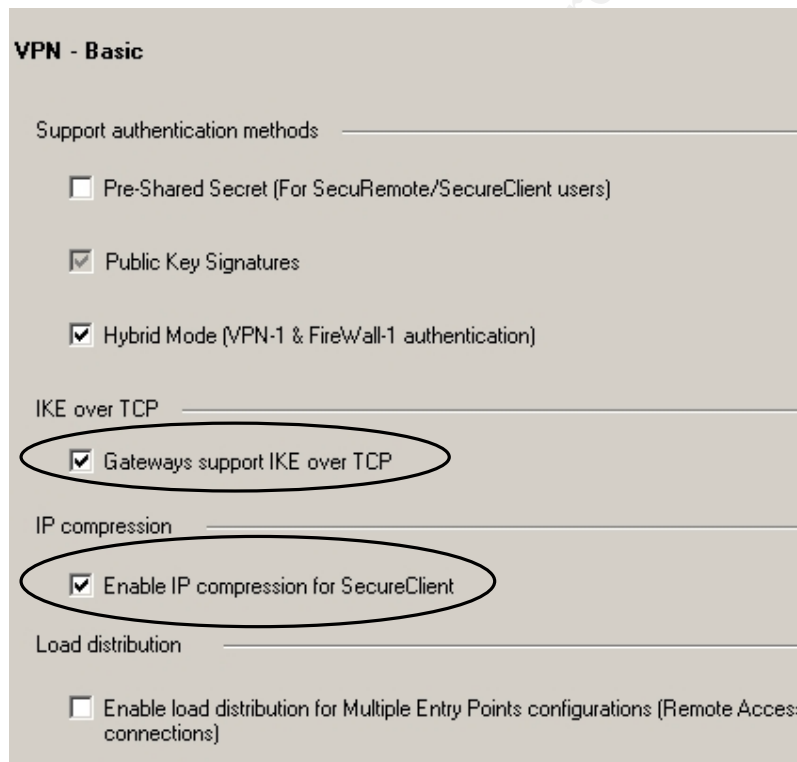 VPN - Basic
Support authentication methods
Pre-Shared Secret (For SecuRemote/SecureClient users)
Public Key Signatures
Hybrid Mode (VPN-1 & FireWall-1 authentication)
IKE over TCP
Gateways support IKE over TCP
IP compression
Enable IP compression for SecureClient
Load distribution
Enable load distribution for Multiple Entry Points configurations (Remote Acces
connections)